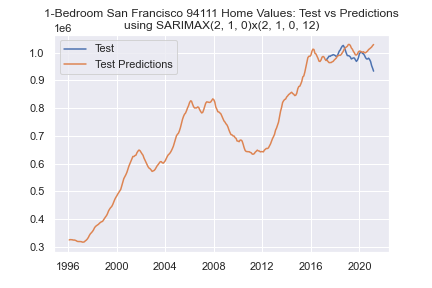 1-Bedroom San Francisco 94111 Home Values: Test vs Predictions
using SARIMAX(2, 1, 0)x(2, 1, 0, 12)
1e6
Test
Test Predictions
1.0
0.9
0.8
0.7
0.6
0.5
0.4
0.3
1996 2000 2004 2008 2012 2016 2020